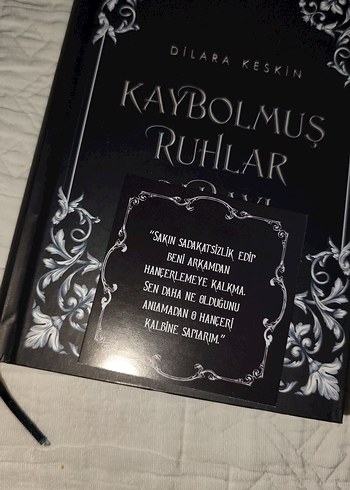 DİLARA KESKİN
KAYBOLMUŞ
RUHLAR
"SAKIN SADAKATSİZLİK EDİP
BENİ ARKAMDAN
HANÇERLEMEYE KALKMA.
SEN DAHA NE OLDUĞUNU
ANLAMADAN O HANÇERİ
KALBİNE SAPLARIM."